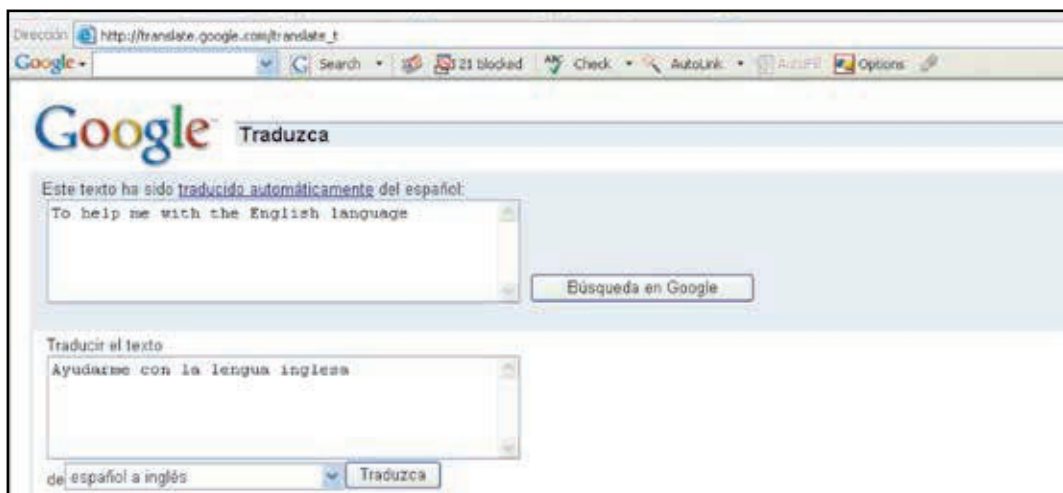 Dirección http://translate.google.com/translate_t
Google Search 121 blocked Check AutoLink AutoFill Options
Google Traduzca
Este texto ha sido traducido automáticamente del español:
To help me with the English language
Búsqueda en Google
Traducir el texto
Ayudarme con la lengua inglesa
de español a inglés Traduzca